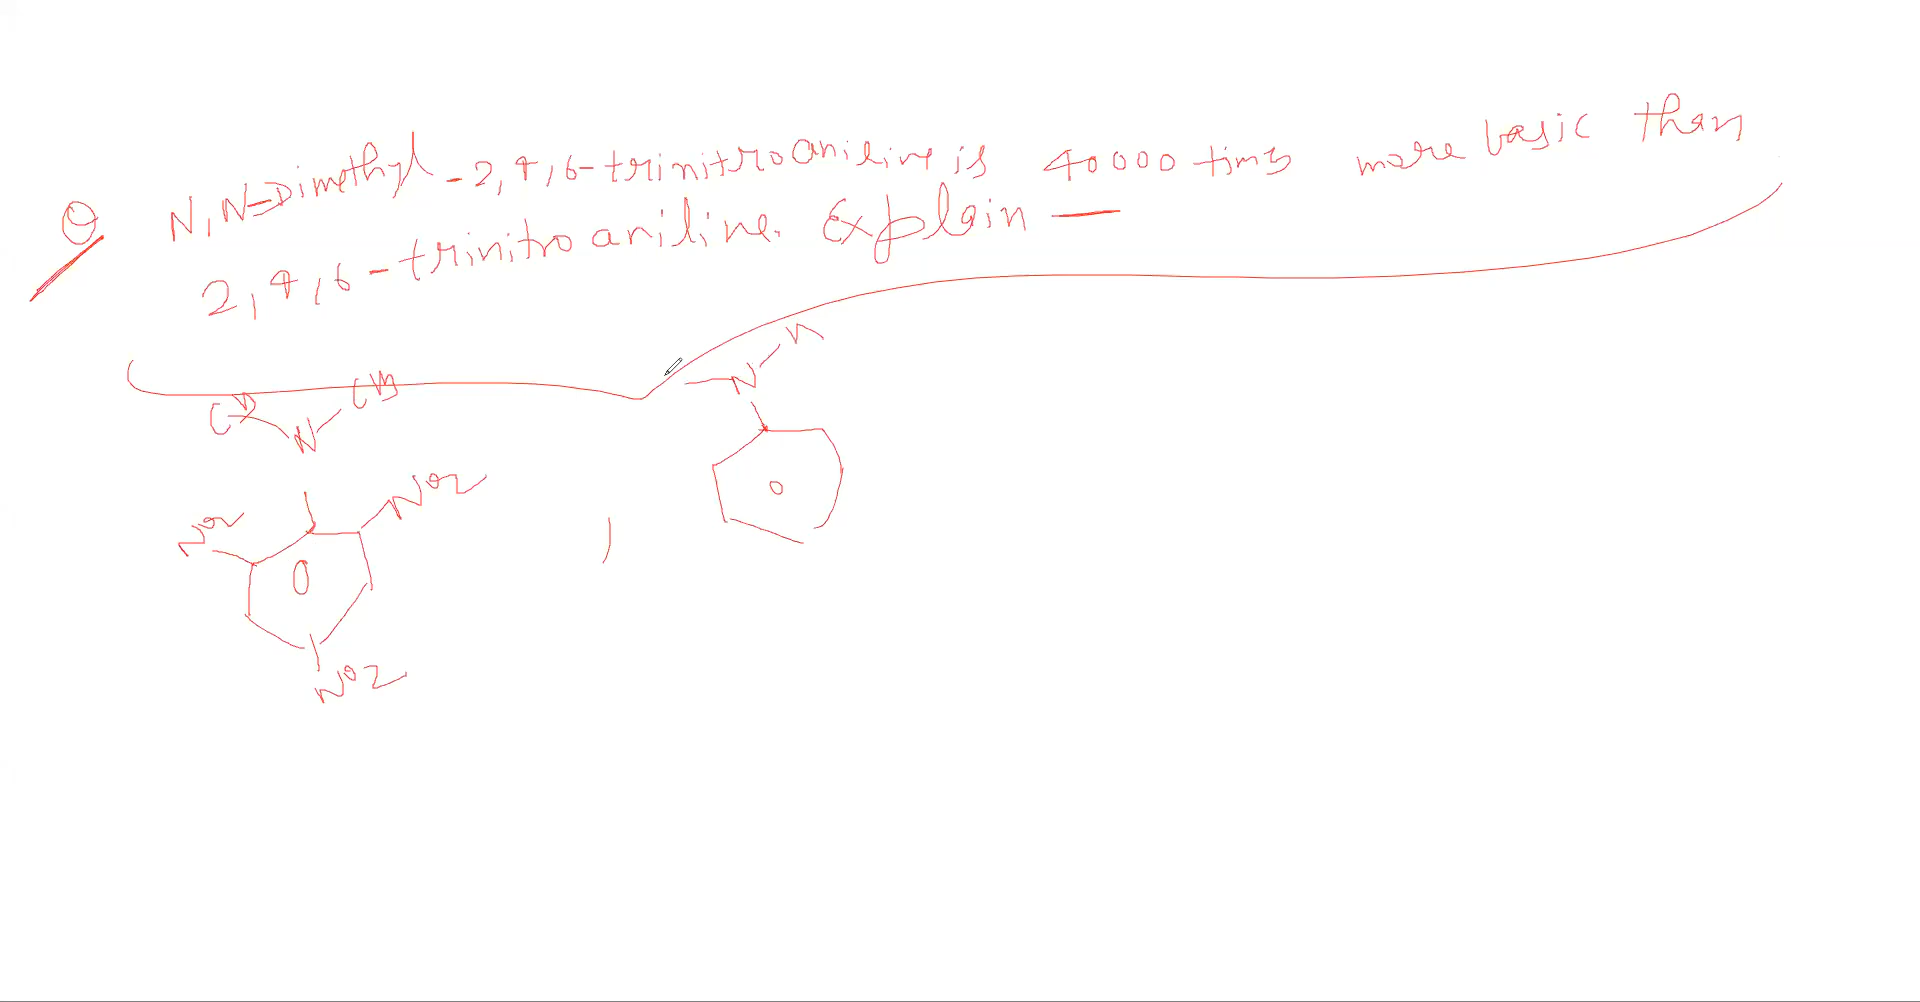 Q N,N-Dimethyl-2,4,6-trinitroaniline is 40000 times more basic than
2,4,6-trinitroaniline. Explain —
N
CH3
N
N
NO2
NO2
,
NO2